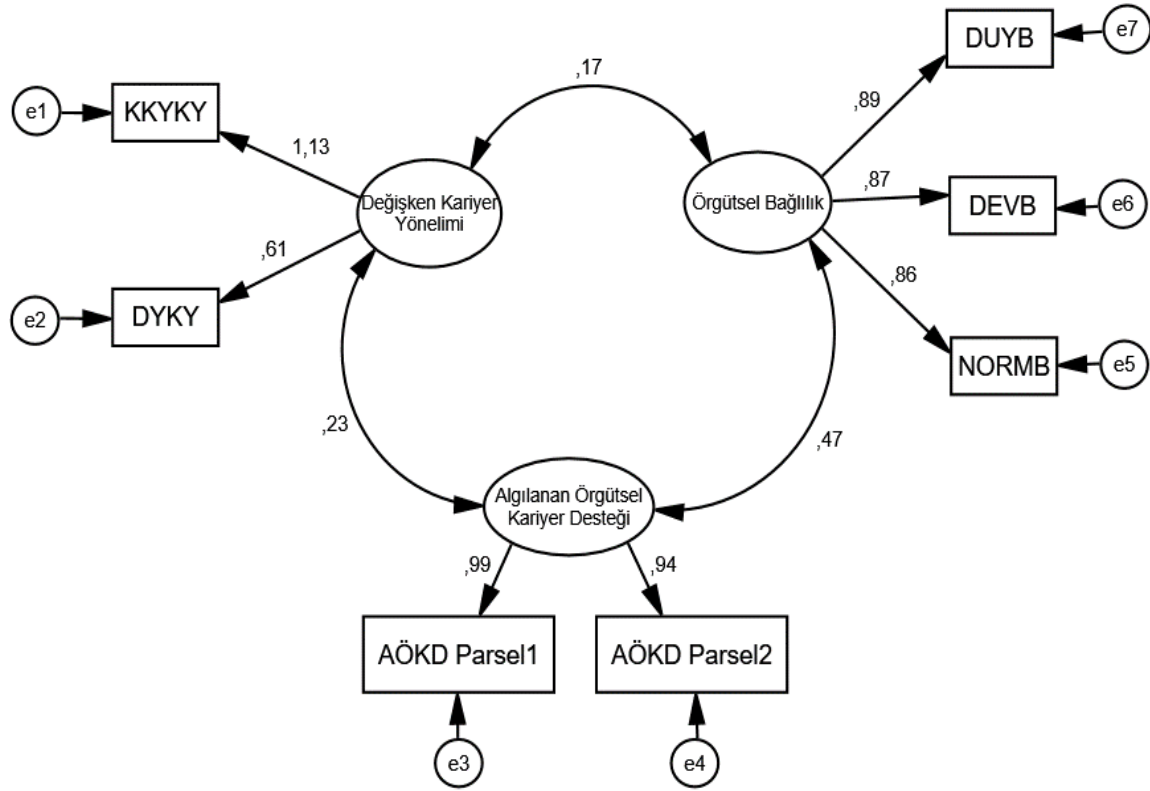 e7
DUYB
,17
e1
KKYKY
,89
1,13
Değişken Kariyer
Yönelimi
Örgütsel Bağlılık
,87
DEVB
e6
,61
e2
DYKY
,86
NORMB
e5
,23
,47
Algılanan Örgütsel
Kariyer Desteği
,99
,94
AÖKD Parsel1
AÖKD Parsel2
e3
e4